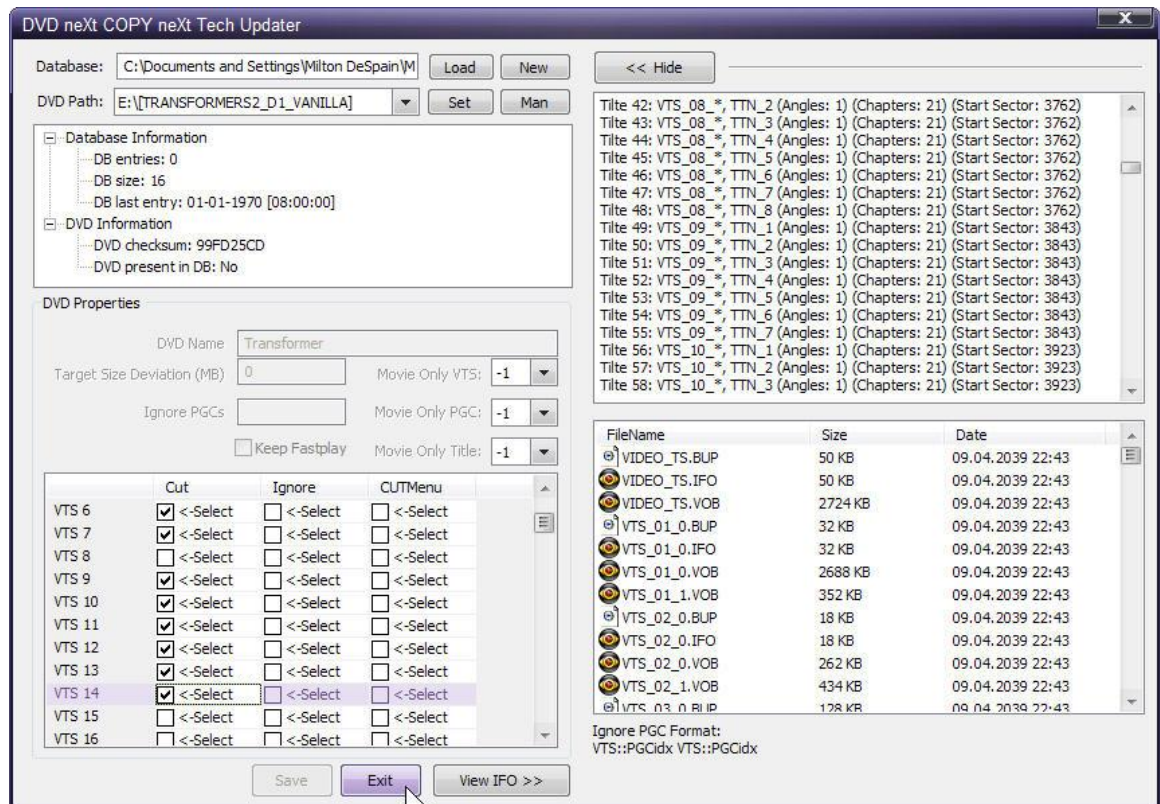 DVD neXt COPY neXt Tech Updater
X
Database: C:\Documents and Settings\Milton DeSpain\M Load New
<< Hide
DVD Path: E:\[TRANSFORMERS2_D1_VANILLA] Set Man
Database Information
DB entries: 0
DB size: 16
DB last entry: 01-01-1970 [08:00:00]
DVD Information
DVD checksum: 99FD25CD
DVD present in DB: No
DVD Properties
DVD Name Transformer
Target Size Deviation (MB) 0 Movie Only VTS: -1
Ignore PGCs Movie Only PGC: -1
Keep Fastplay Movie Only Title: -1
Cut Ignore CUTMenu
VTS 6 <-Select <-Select <-Select
VTS 7 <-Select <-Select <-Select
VTS 8 <-Select <-Select <-Select
VTS 9 <-Select <-Select <-Select
VTS 10 <-Select <-Select <-Select
VTS 11 <-Select <-Select <-Select
VTS 12 <-Select <-Select <-Select
VTS 13 <-Select <-Select <-Select
VTS 14 <-Select <-Select <-Select
VTS 15 <-Select <-Select <-Select
VTS 16 <-Select <-Select <-Select
Save Exit View IFO >>
Tilte 42: VTS_08_*, TTN_2 (Angles: 1) (Chapters: 21) (Start Sector: 3762)
Tilte 43: VTS_08_*, TTN_3 (Angles: 1) (Chapters: 21) (Start Sector: 3762)
Tilte 44: VTS_08_*, TTN_4 (Angles: 1) (Chapters: 21) (Start Sector: 3762)
Tilte 45: VTS_08_*, TTN_5 (Angles: 1) (Chapters: 21) (Start Sector: 3762)
Tilte 46: VTS_08_*, TTN_6 (Angles: 1) (Chapters: 21) (Start Sector: 3762)
Tilte 47: VTS_08_*, TTN_7 (Angles: 1) (Chapters: 21) (Start Sector: 3762)
Tilte 48: VTS_08_*, TTN_8 (Angles: 1) (Chapters: 21) (Start Sector: 3762)
Tilte 49: VTS_09_*, TTN_1 (Angles: 1) (Chapters: 21) (Start Sector: 3843)
Tilte 50: VTS_09_*, TTN_2 (Angles: 1) (Chapters: 21) (Start Sector: 3843)
Tilte 51: VTS_09_*, TTN_3 (Angles: 1) (Chapters: 21) (Start Sector: 3843)
Tilte 52: VTS_09_*, TTN_4 (Angles: 1) (Chapters: 21) (Start Sector: 3843)
Tilte 53: VTS_09_*, TTN_5 (Angles: 1) (Chapters: 21) (Start Sector: 3843)
Tilte 54: VTS_09_*, TTN_6 (Angles: 1) (Chapters: 21) (Start Sector: 3843)
Tilte 55: VTS_09_*, TTN_7 (Angles: 1) (Chapters: 21) (Start Sector: 3843)
Tilte 56: VTS_10_*, TTN_1 (Angles: 1) (Chapters: 21) (Start Sector: 3923)
Tilte 57: VTS_10_*, TTN_2 (Angles: 1) (Chapters: 21) (Start Sector: 3923)
Tilte 58: VTS_10_*, TTN_3 (Angles: 1) (Chapters: 21) (Start Sector: 3923)
FileName Size Date
VIDEO_TS.BUP 50 KB 09.04.2039 22:43
VIDEO_TS.IFO 50 KB 09.04.2039 22:43
VIDEO_TS.VOB 2724 KB 09.04.2039 22:43
VTS_01_0.BUP 32 KB 09.04.2039 22:43
VTS_01_0.IFO 32 KB 09.04.2039 22:43
VTS_01_0.VOB 2688 KB 09.04.2039 22:43
VTS_01_1.VOB 352 KB 09.04.2039 22:43
VTS_02_0.BUP 18 KB 09.04.2039 22:43
VTS_02_0.IFO 18 KB 09.04.2039 22:43
VTS_02_0.VOB 262 KB 09.04.2039 22:43
VTS_02_1.VOB 434 KB 09.04.2039 22:43
VTS_03_0.BUP 128 KB 09.04.2039 22:43
Ignore PGC Format:
VTS::PGCidx VTS::PGCidx